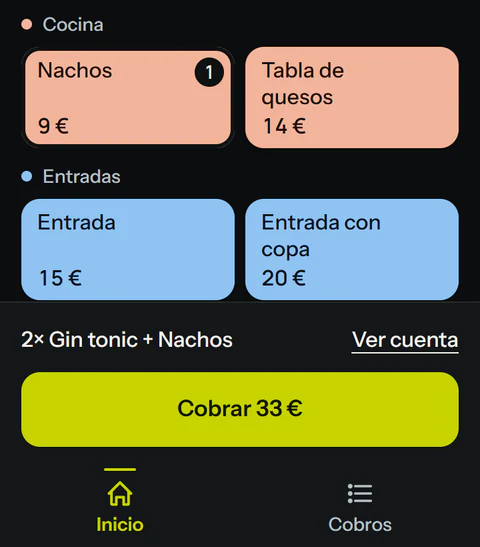 Cocina
Nachos
1
9 €
Tabla de
quesos
14 €
Entradas
Entrada
15 €
Entrada con
copa
20 €
2× Gin tonic + Nachos
Ver cuenta
Cobrar 33 €
Inicio
Cobros